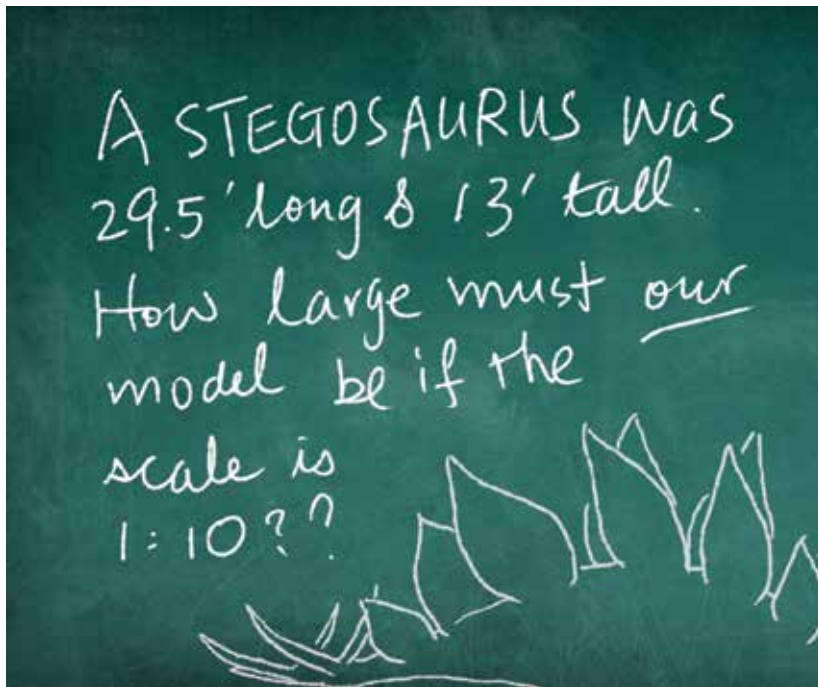 A STEGOSAURUS was
29.5' long & 13' tall.
How large must our
model be if the
scale is
1:10??